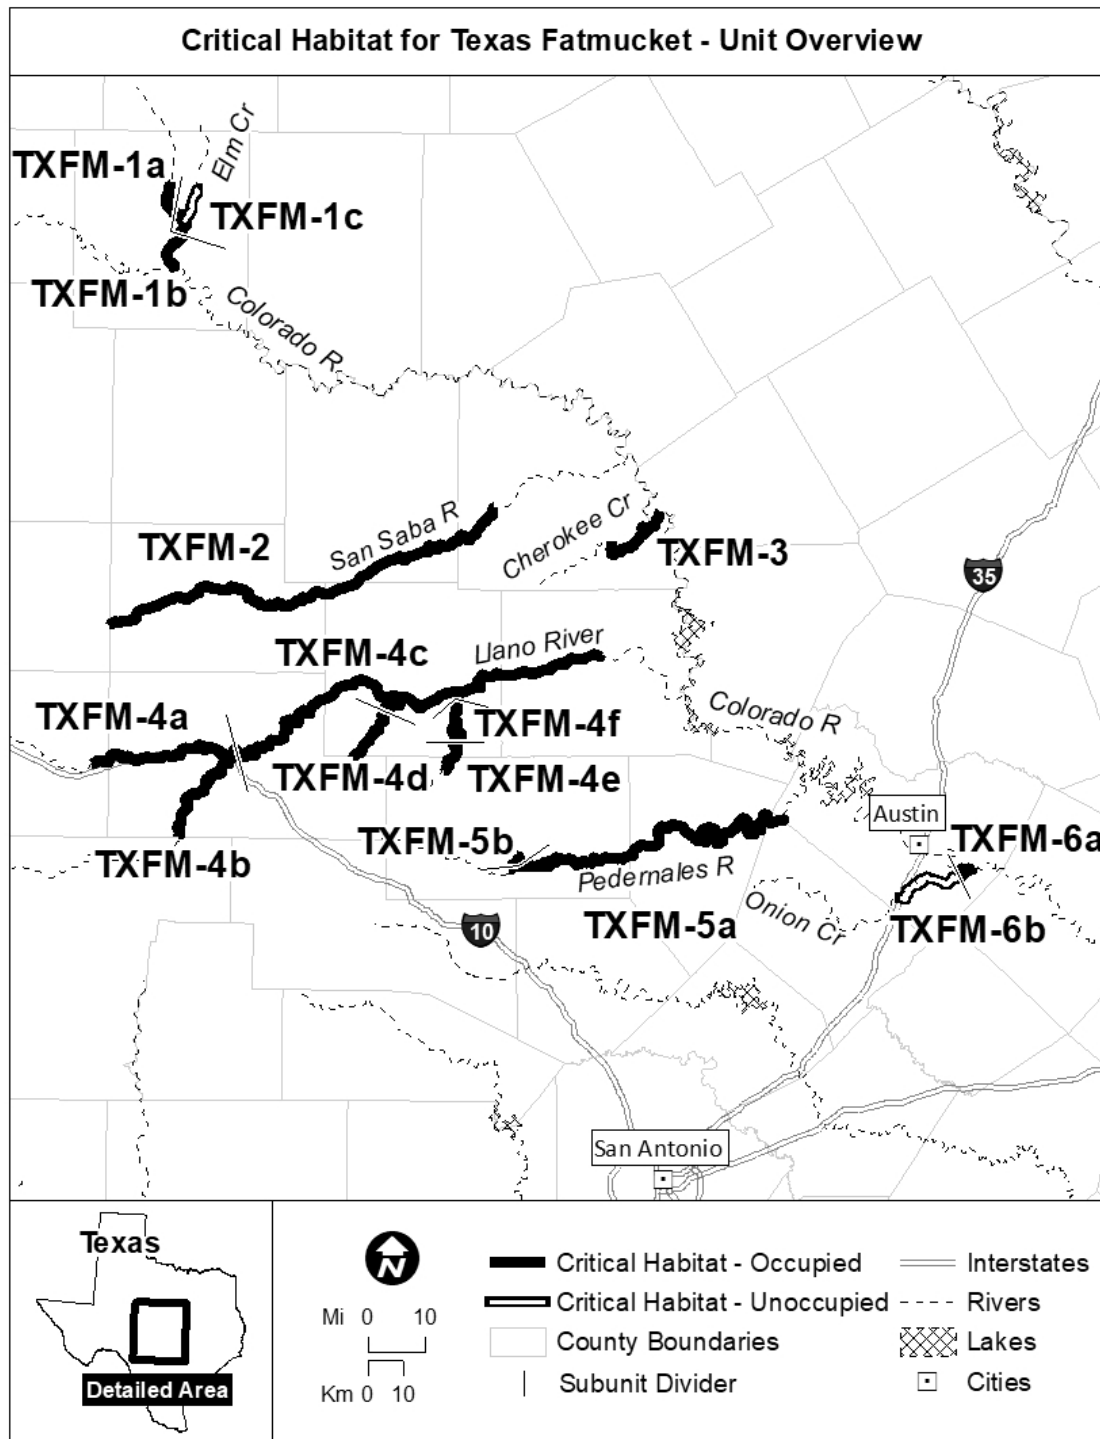 Critical Habitat for Texas Fatmucket - Unit Overview
Elm Cr
TXFM-1a
TXFM-1c
TXFM-1b
Colorado R
San Saba R
Cherokee Cr
TXFM-2
TXFM-3
35
Llano River
TXFM-4c
TXFM-4a
TXFM-4f
Colorado R
TXFM-4d
TXFM-4e
Austin
TXFM-5b
TXFM-6a
TXFM-4b
Pedernales R
TXFM-5a
Onion Cr
TXFM-6b
10
San Antonio
Texas
Detailed Area
N
Mi 0 10
Km 0 10
Critical Habitat - Occupied
Critical Habitat - Unoccupied
County Boundaries
Subunit Divider
Interstates
Rivers
Lakes
Cities